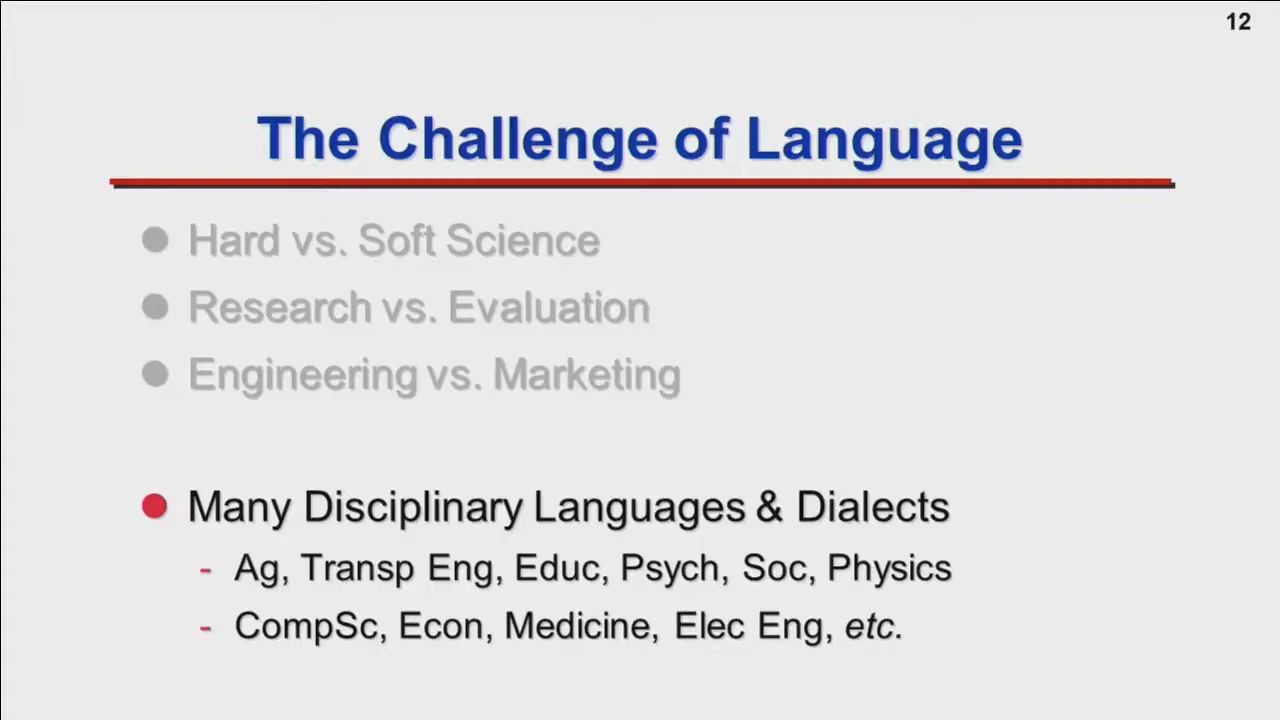 12
The Challenge of Language
Hard vs. Soft Science
Research vs. Evaluation
Engineering vs. Marketing
Many Disciplinary Languages & Dialects
- Ag, Transp Eng, Educ, Psych, Soc, Physics
- CompSc, Econ, Medicine, Elec Eng, etc.